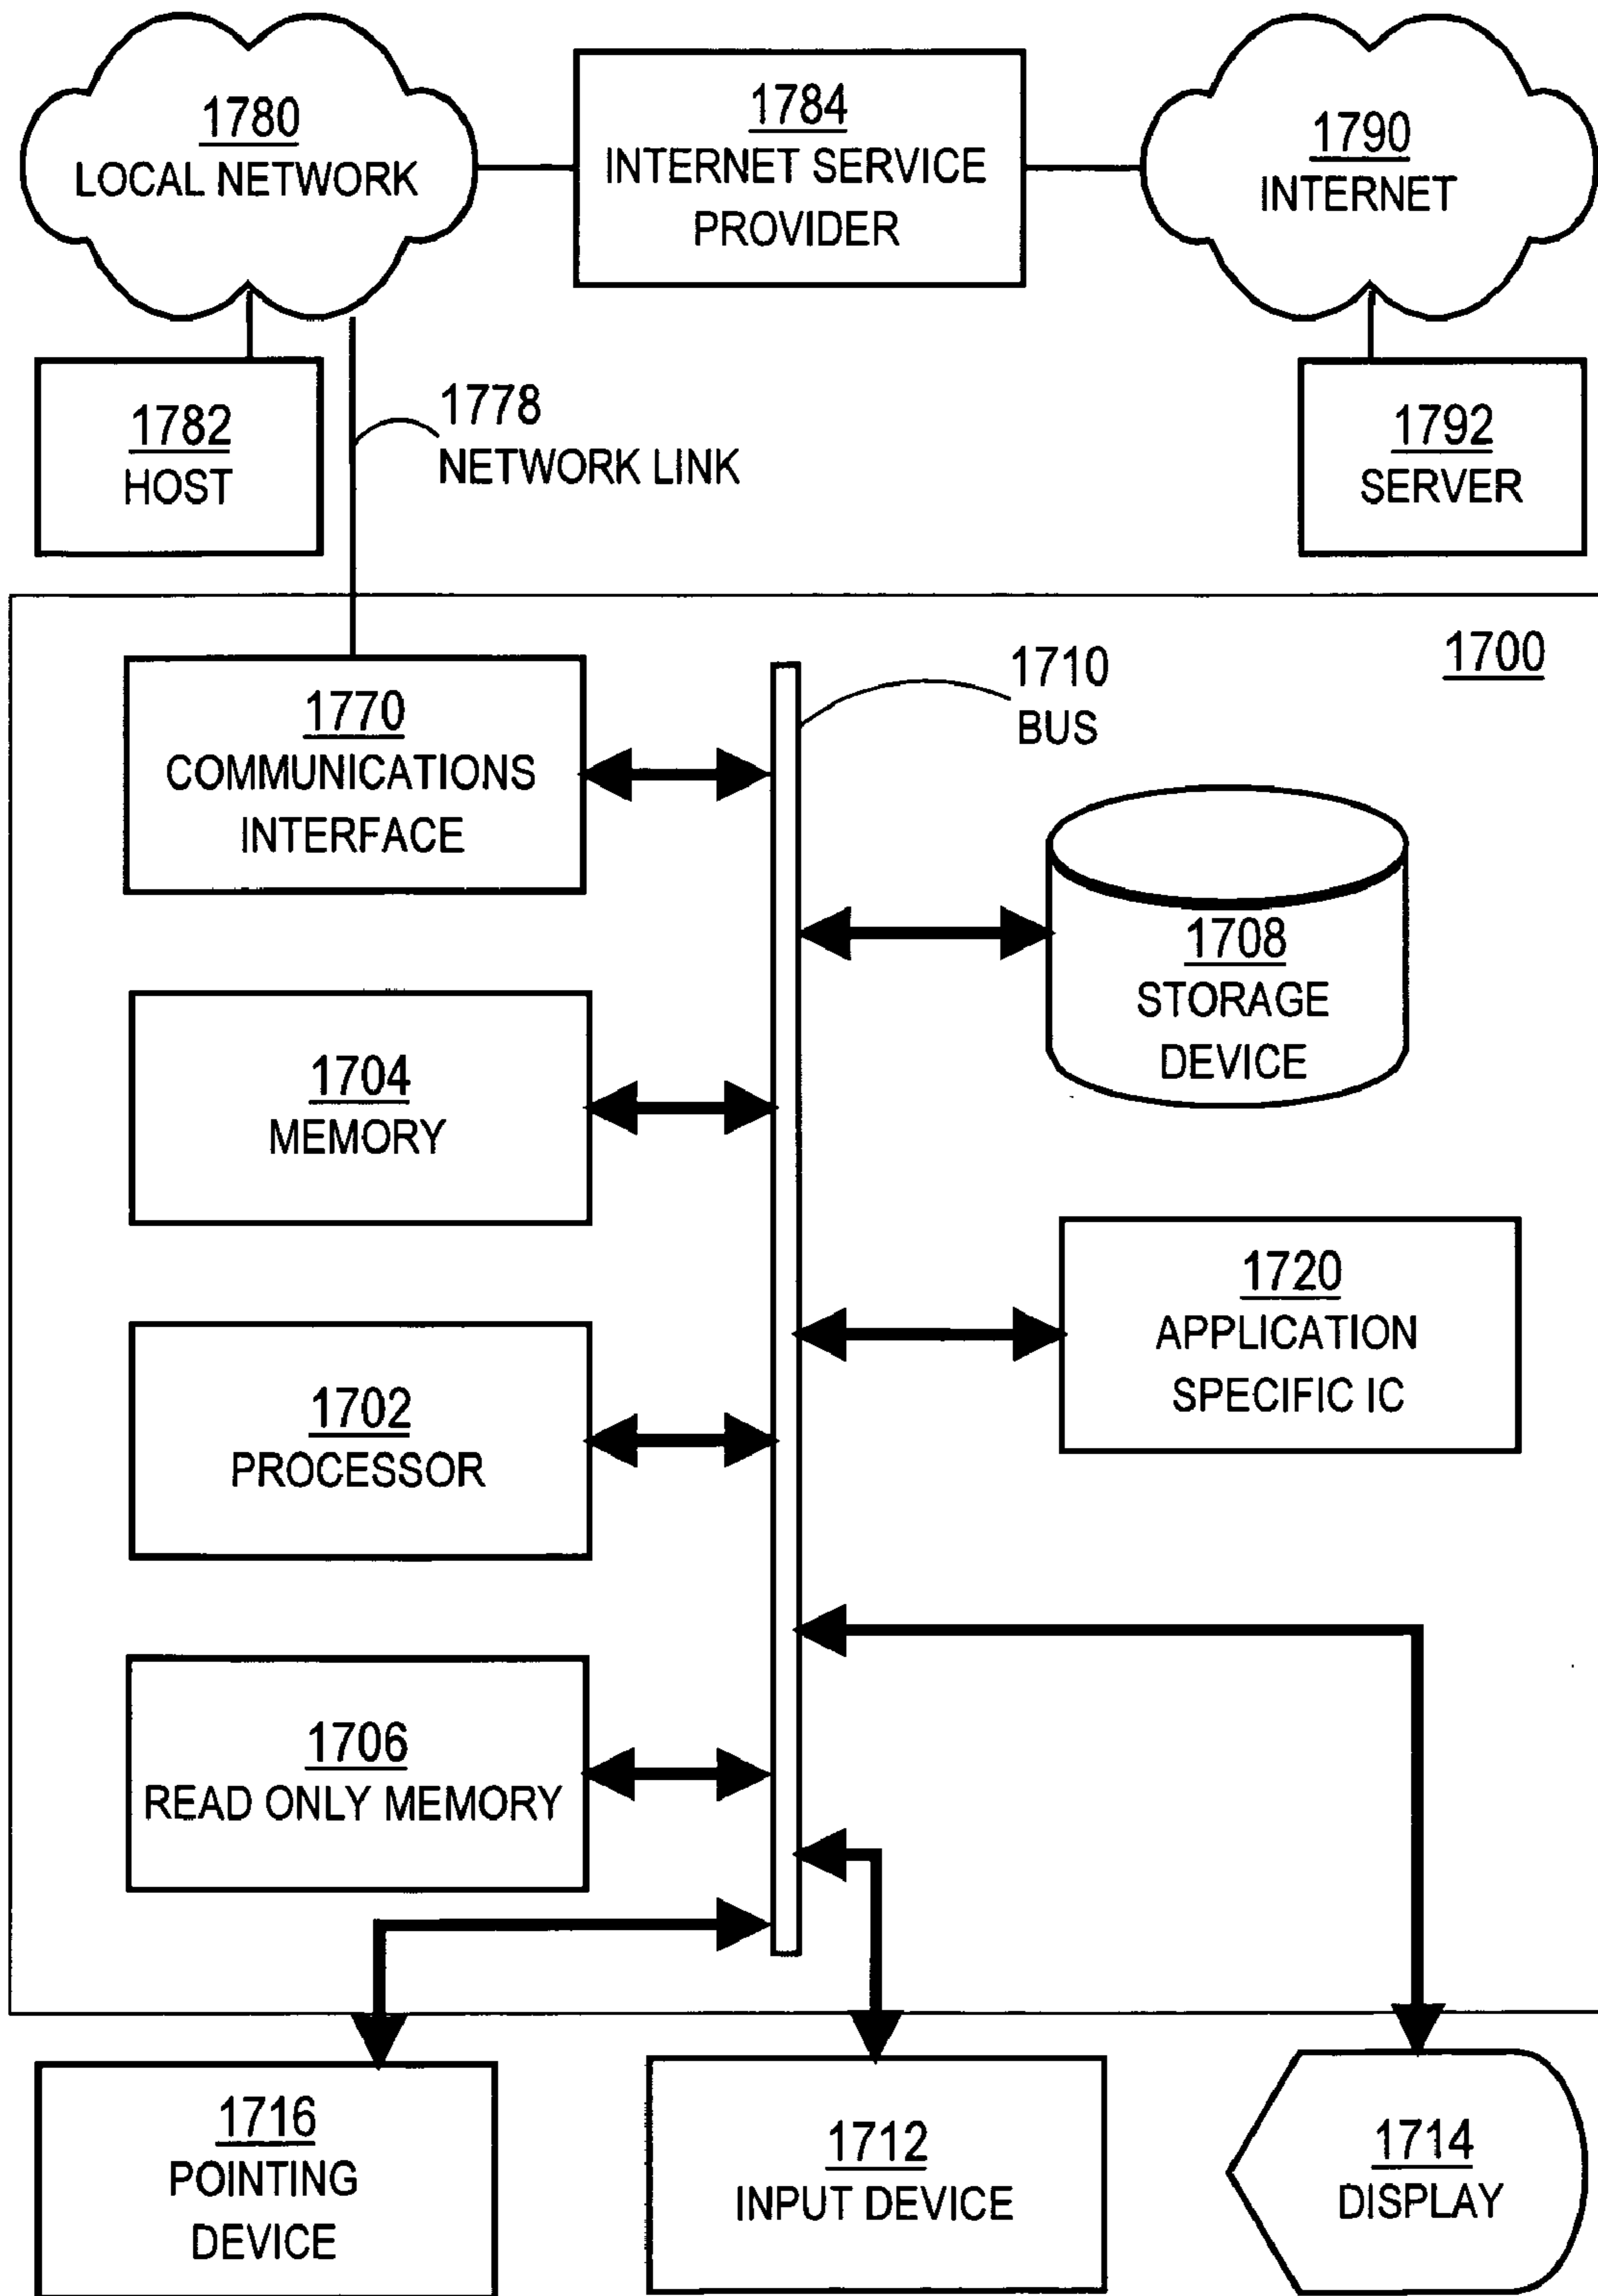 1780
LOCAL NETWORK
1784
INTERNET SERVICE
PROVIDER
1790
INTERNET
1782
HOST
1778
NETWORK LINK
1792
SERVER
1700
1770
COMMUNICATIONS
INTERFACE
1710
BUS
1708
STORAGE
DEVICE
1704
MEMORY
1720
APPLICATION
SPECIFIC IC
1702
PROCESSOR
1706
READ ONLY MEMORY
1716
POINTING
DEVICE
1712
INPUT DEVICE
1714
DISPLAY